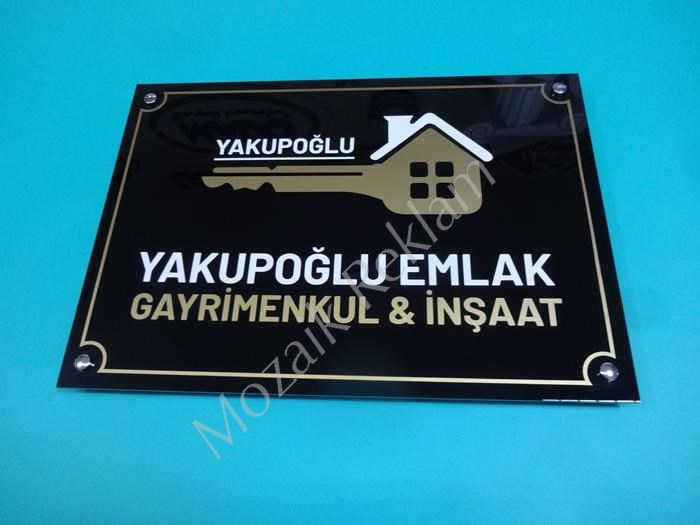 YAKUPOĞLU
YAKUPOĞLU EMLAK
GAYRİMENKUL & İNŞAAT
Mozaik Reklam